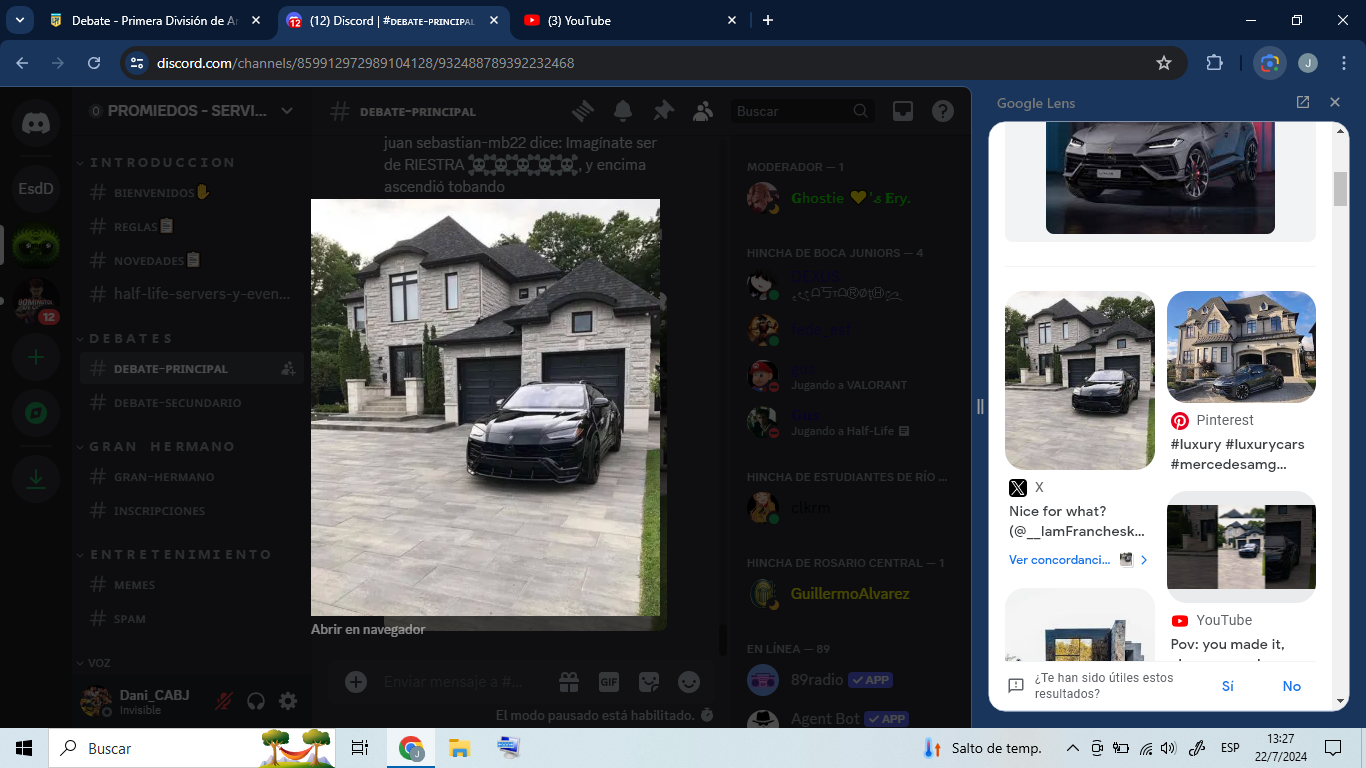 Debate - Primera División de Ar
(12) Discord | #DEBATE-PRINCIPAL
(3) YouTube
discord.com/channels/859912972989104128/932488789392232468
J
PROMIEDOS - SERVI...
INTRODUCCION
BIENVENIDOS✋
REGLAS📋
NOVEDADES📋
half-life-servers-y-even...
DEBATES
DEBATE-PRINCIPAL
DEBATE-SECUNDARIO
GRAN HERMANO
GRAN-HERMANO
INSCRIPCIONES
ENTRETENIMIENTO
MEMES
SPAM
VOZ
EsdD
12
Dani_CABJ
Invisible
DEBATE-PRINCIPAL
Buscar
juan sebastian-mb22 dice: Imagínate ser
de RIESTRA ☠☠☠☠☠, y encima
ascendió tobando
Abrir en navegador
Enviar mensaje a #...
GIF
El modo pausado está habilitado.
MODERADOR — 1
Ghostie 💛'𝓼 Ery.
HINCHA DE BOCA JUNIORS — 4
Jugando a VALORANT
Jugando a Half-Life
HINCHA DE ESTUDIANTES DE RÍO ...
clkrm
HINCHA DE ROSARIO CENTRAL — 1
GuillermoAlvarez
EN LÍNEA — 89
89radio ✓ APP
Agent Bot ✓ APP
Google Lens
X
Nice for what?
(@__IamFranchesk...
Ver concordanci...
Pinterest
#luxury #luxurycars
#mercedesamg...
YouTube
Pov: you made it,
¿Te han sido útiles estos
resultados?
Sí
No
Buscar
Salto de temp.
ESP
13:27
22/7/2024